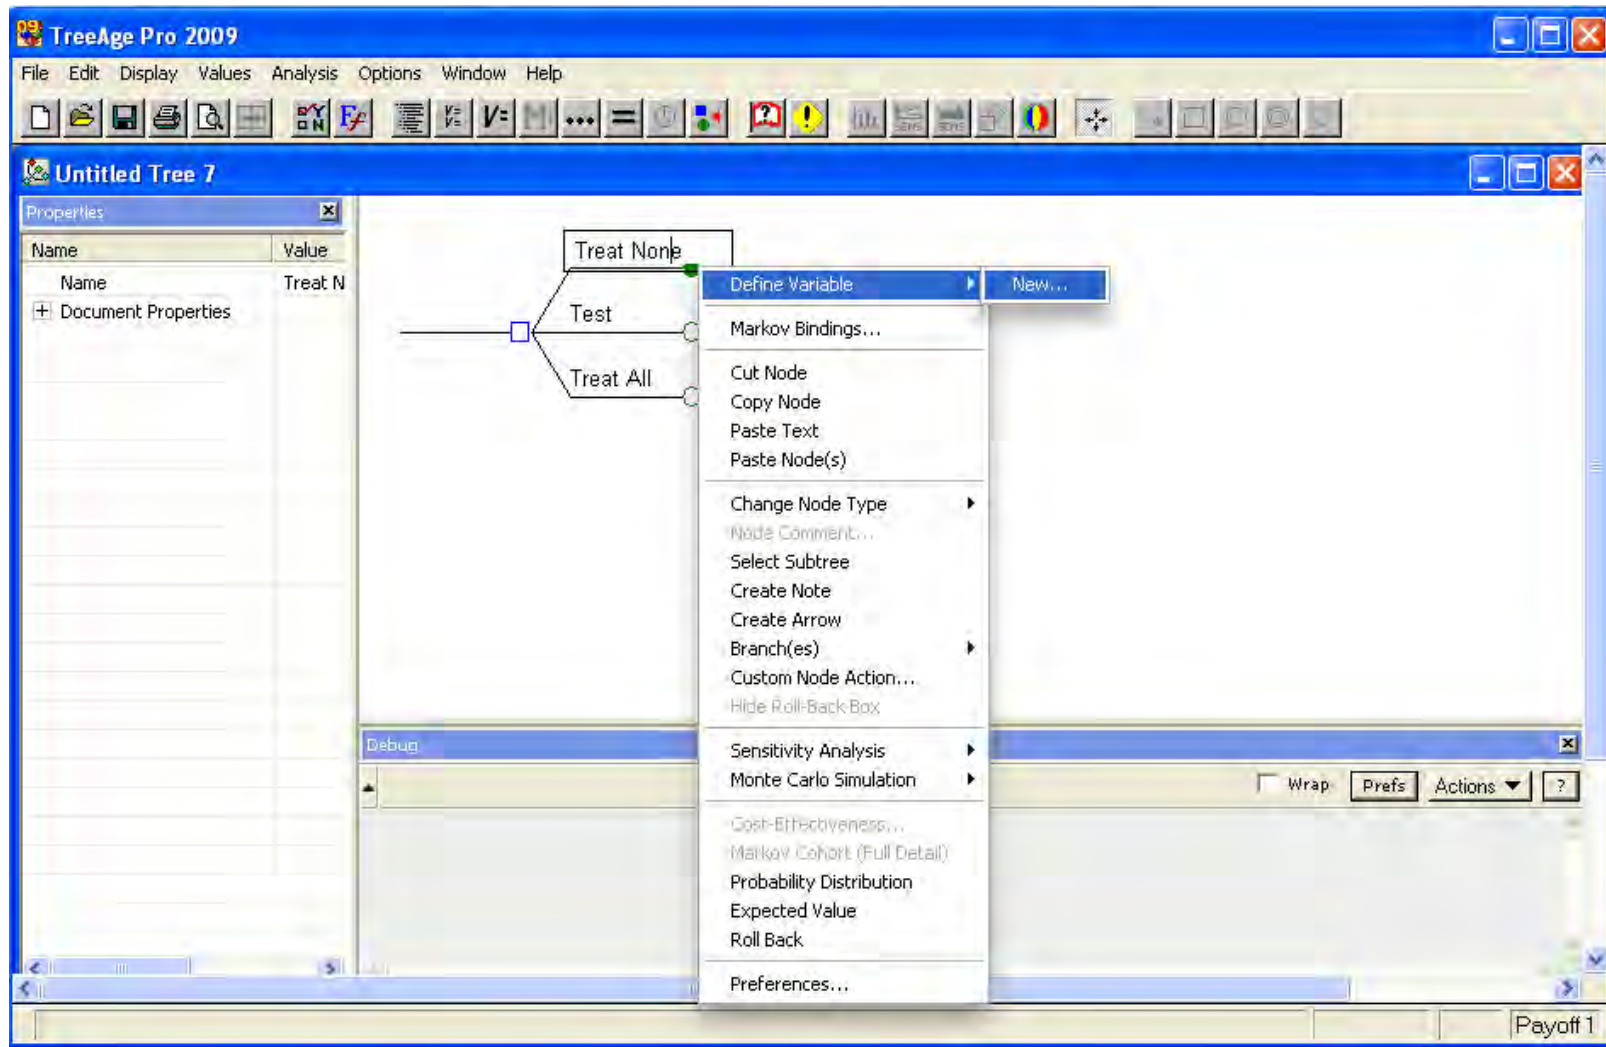 TreeAge Pro 2009
File Edit Display Values Analysis Options Window Help
Untitled Tree 7
Properties
Name Value
Name Treat N
Document Properties
Treat None
Test
Treat All
Define Variable
New...
Markov Bindings...
Cut Node
Copy Node
Paste Text
Paste Node(s)
Change Node Type
Node Comment...
Select Subtree
Create Note
Create Arrow
Branch(es)
Custom Node Action...
Hide Roll-Back Box
Sensitivity Analysis
Monte Carlo Simulation
Cost-Effectiveness...
Markov Cohort (Full Detail)
Probability Distribution
Expected Value
Roll Back
Preferences...
Debug
Wrap Prefs Actions ?
Payoff 1